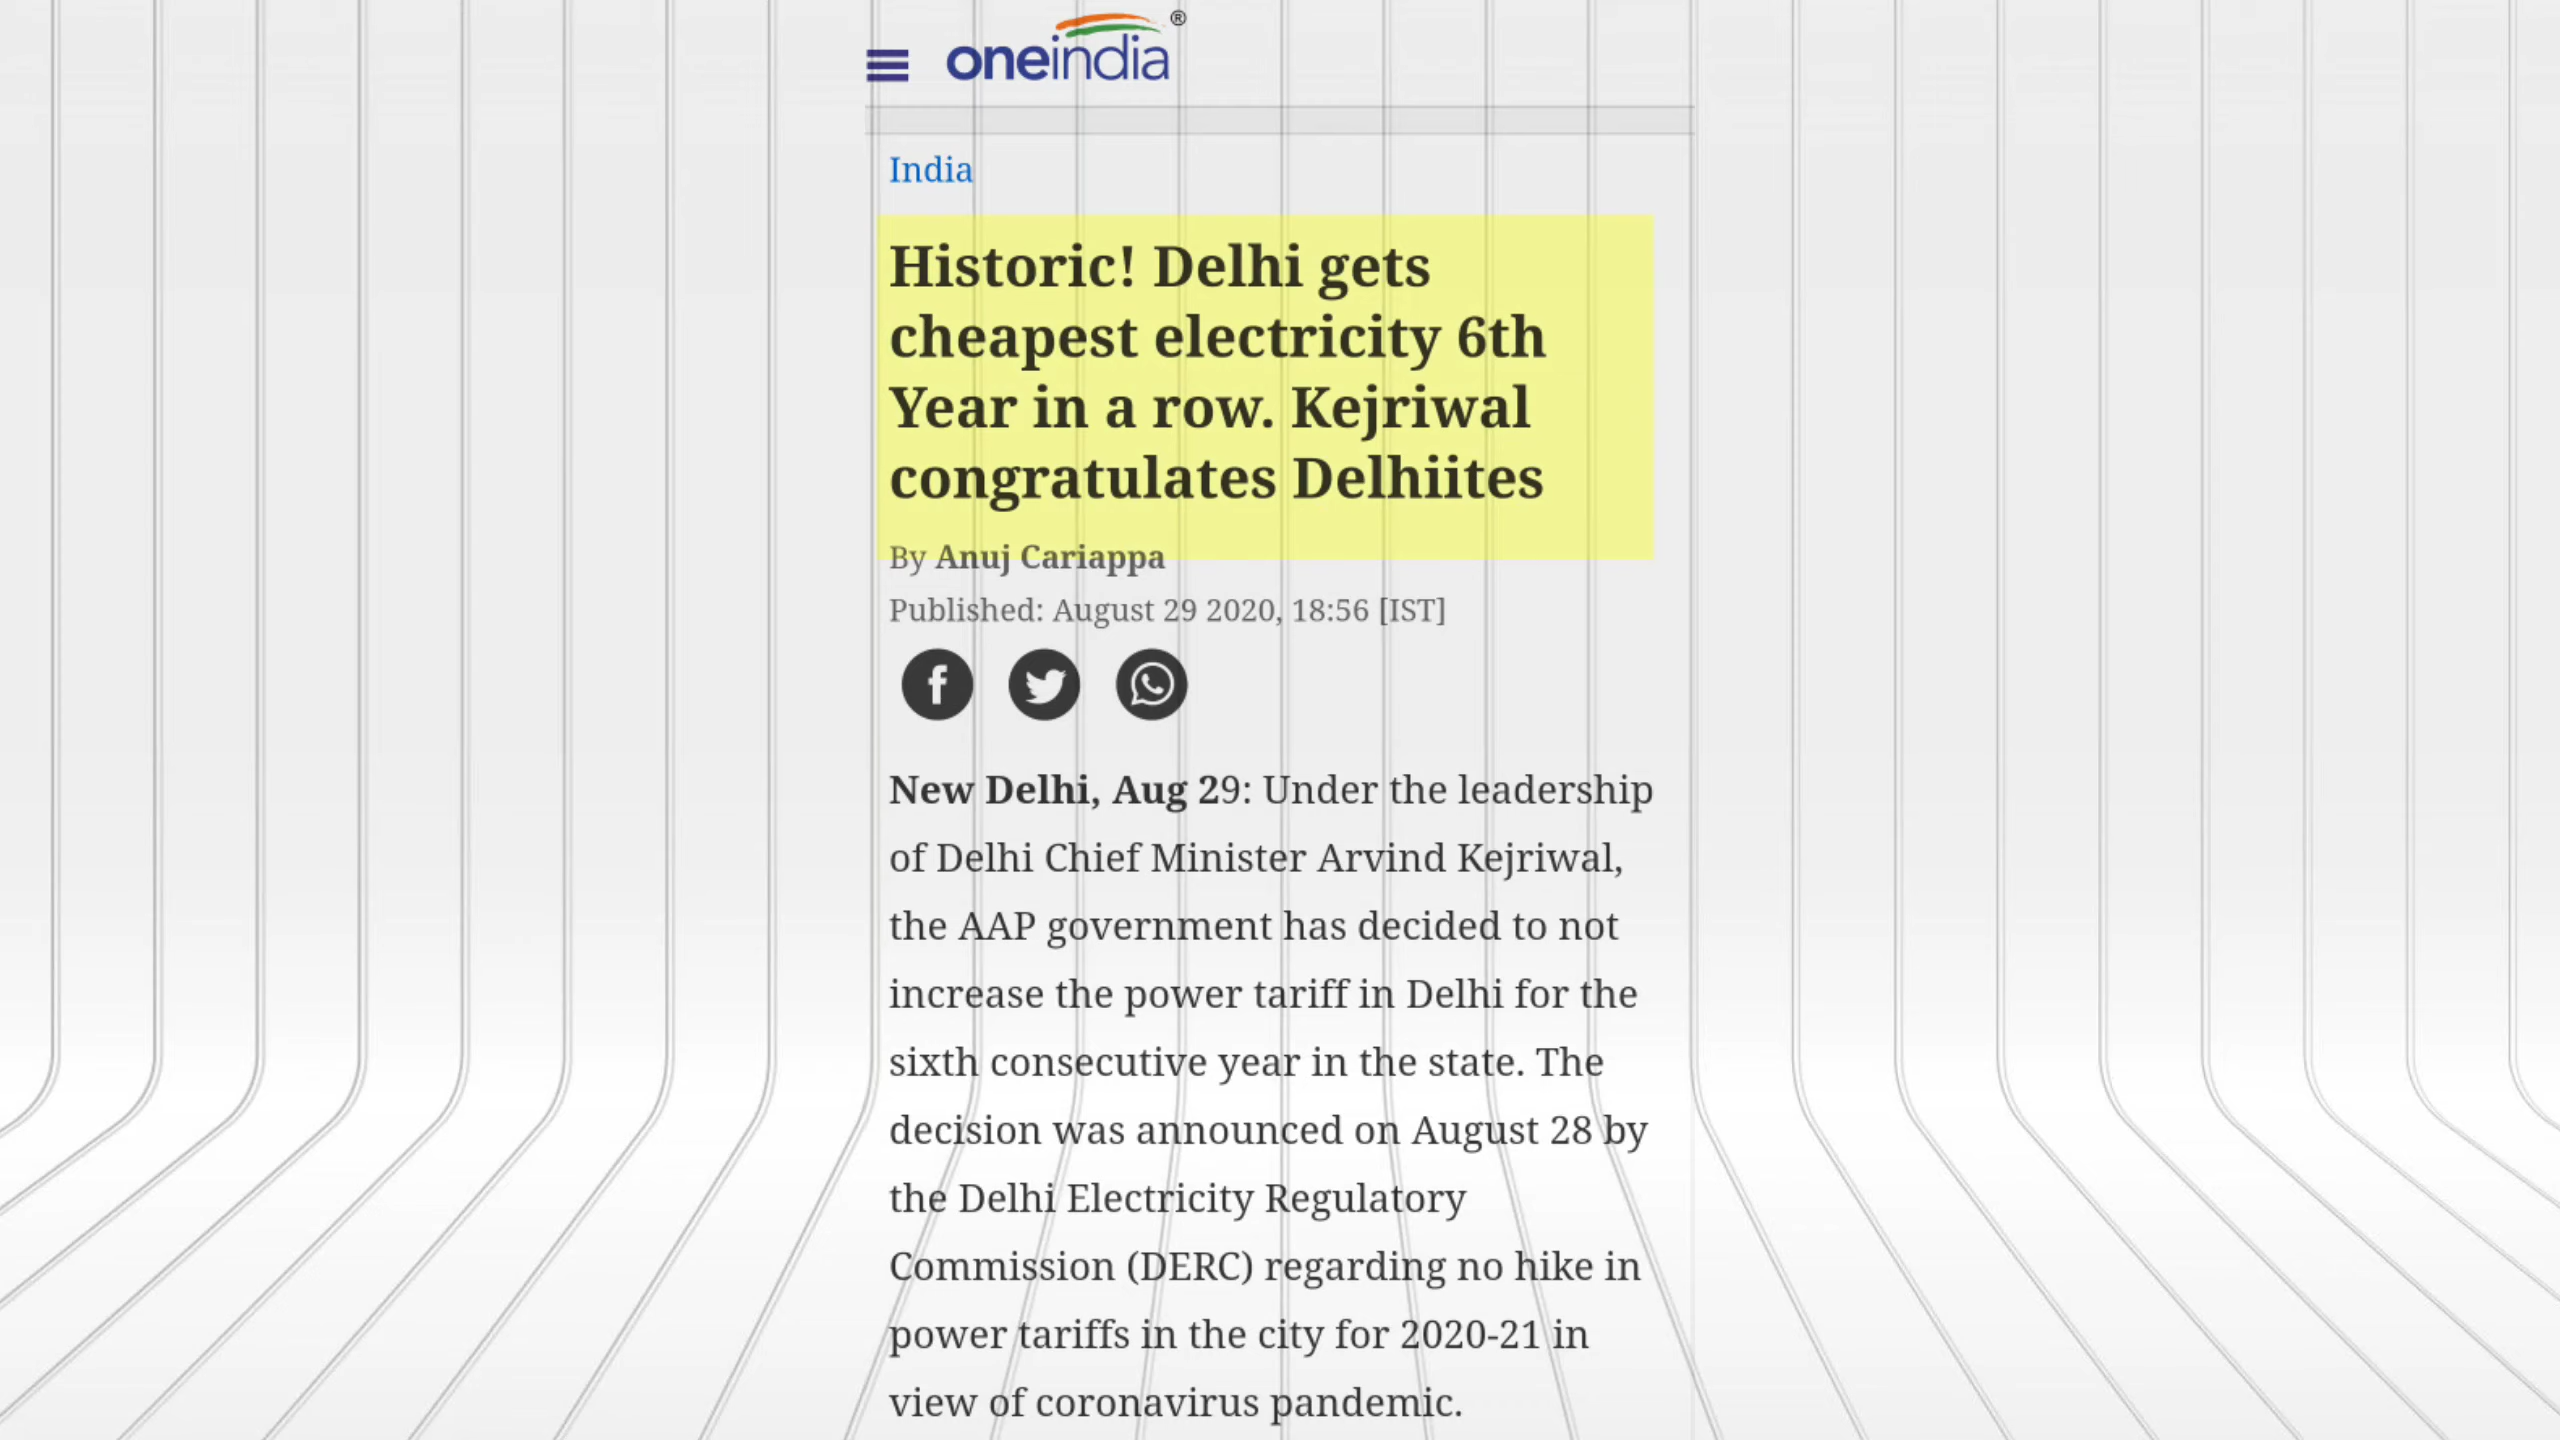 oneindia ®
India
Historic! Delhi gets
cheapest electricity 6th
Year in a row. Kejriwal
congratulates Delhiites
By Anuj Cariappa
Published: August 29 2020, 18:56 [IST]
New Delhi, Aug 29: Under the leadership
of Delhi Chief Minister Arvind Kejriwal,
the AAP government has decided to not
increase the power tariff in Delhi for the
sixth consecutive year in the state. The
decision was announced on August 28 by
the Delhi Electricity Regulatory
Commission (DERC) regarding no hike in
power tariffs in the city for 2020-21 in
view of coronavirus pandemic.